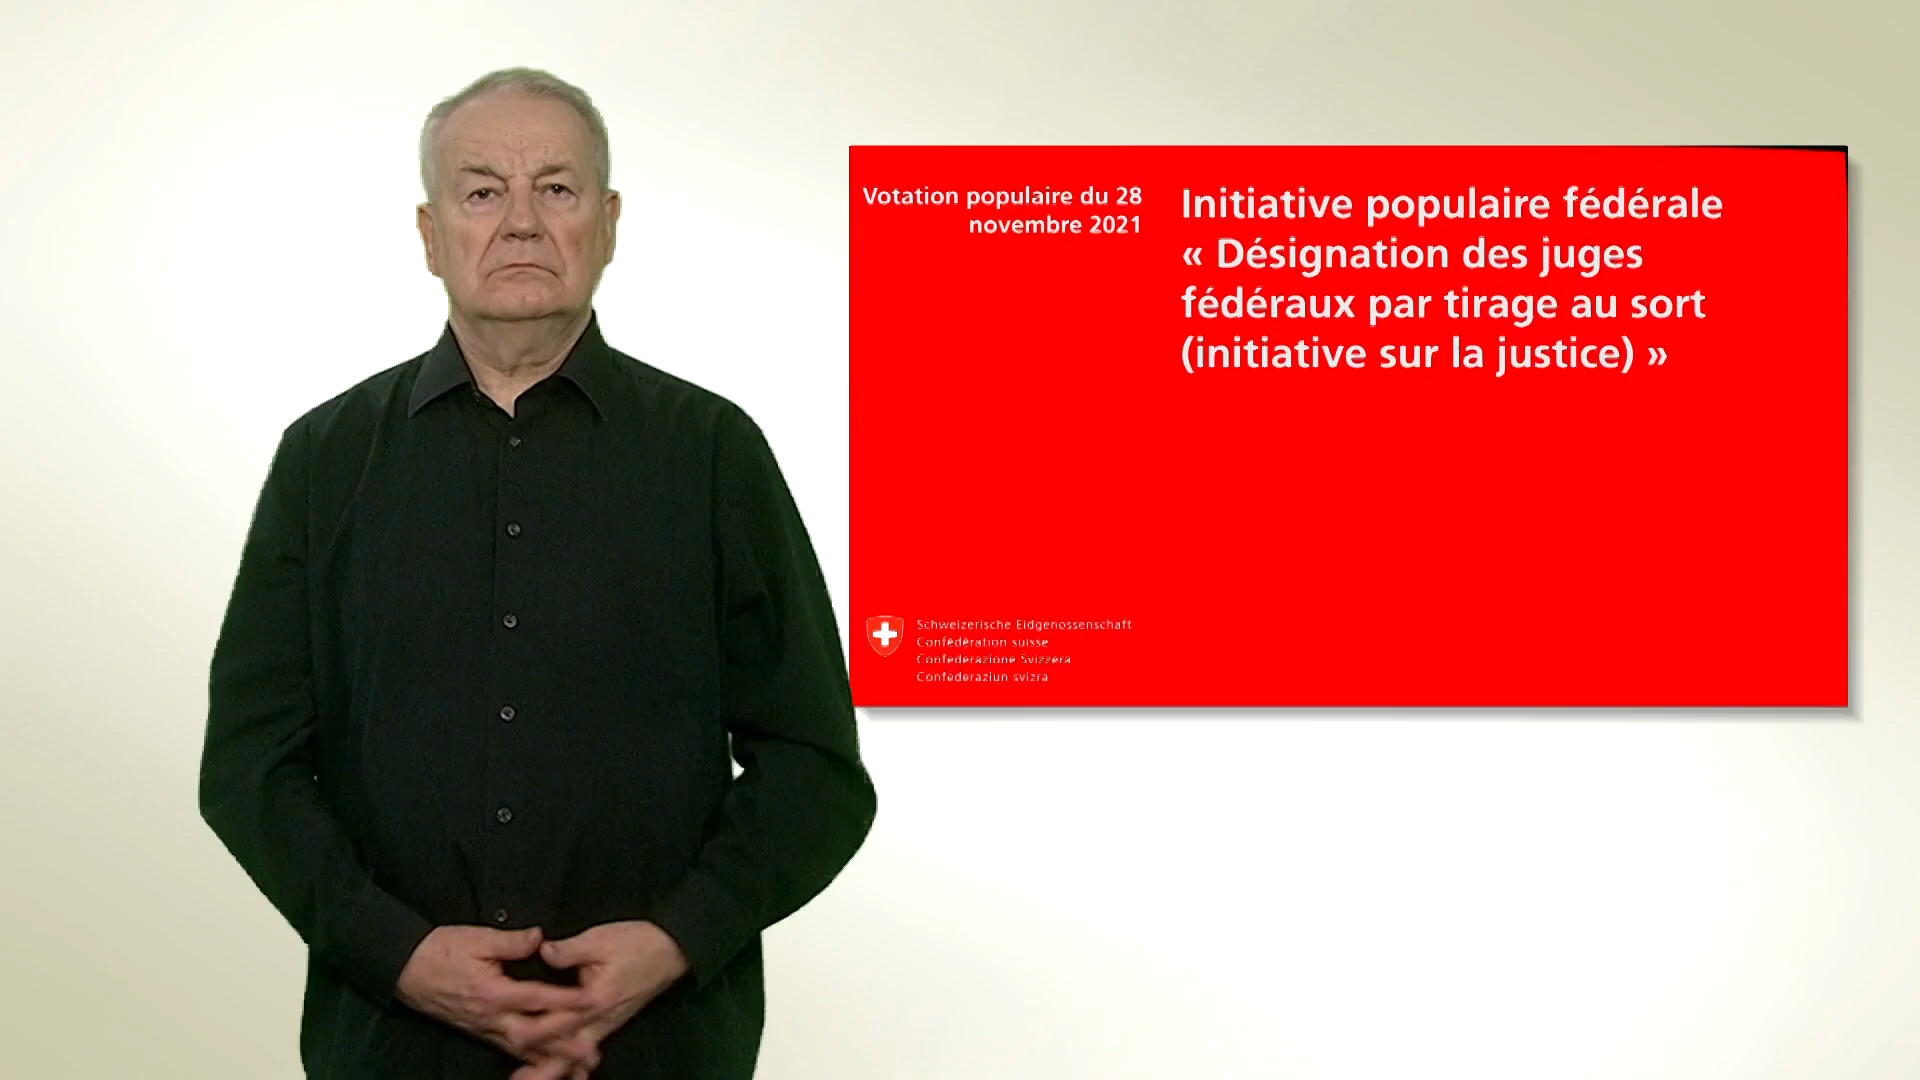 Votation populaire du 28
novembre 2021
Initiative populaire fédérale
« Désignation des juges
fédéraux par tirage au sort
(initiative sur la justice) »
Schweizerische Eidgenossenschaft
Confédération suisse
Confederazione Svizzera
Confederaziun svizra